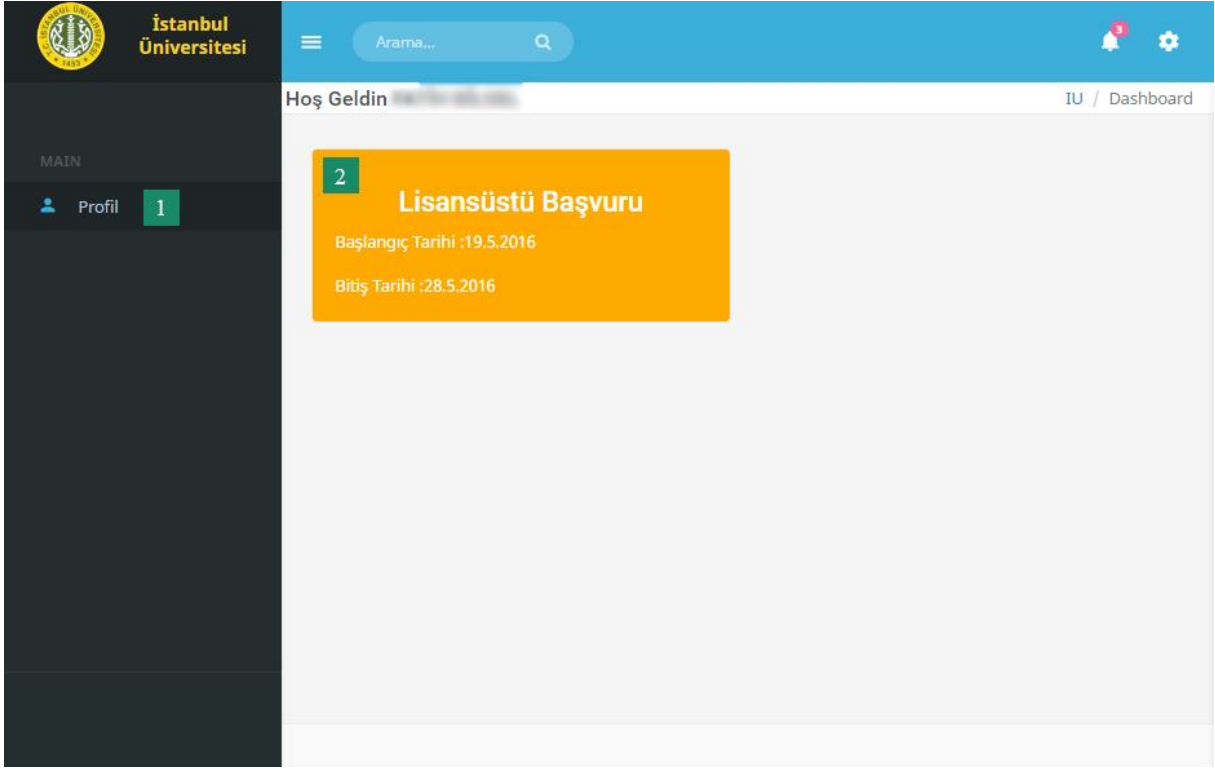 İstanbul
Üniversitesi
Arama...
3
Hoş Geldin
IU / Dashboard
MAIN
Profil 1
2
Lisansüstü Başvuru
Başlangıç Tarihi :19.5.2016
Bitiş Tarihi :28.5.2016